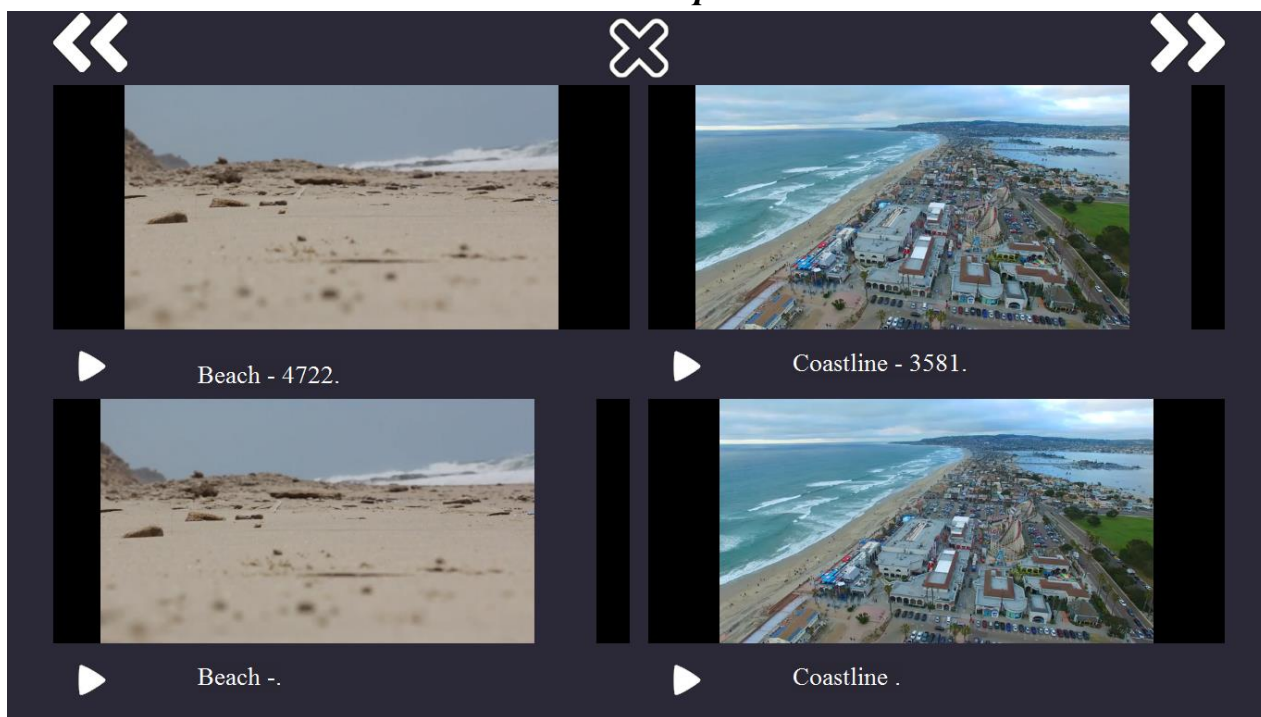 Beach - 4722.
Coastline - 3581.
Beach -.
Coastline .